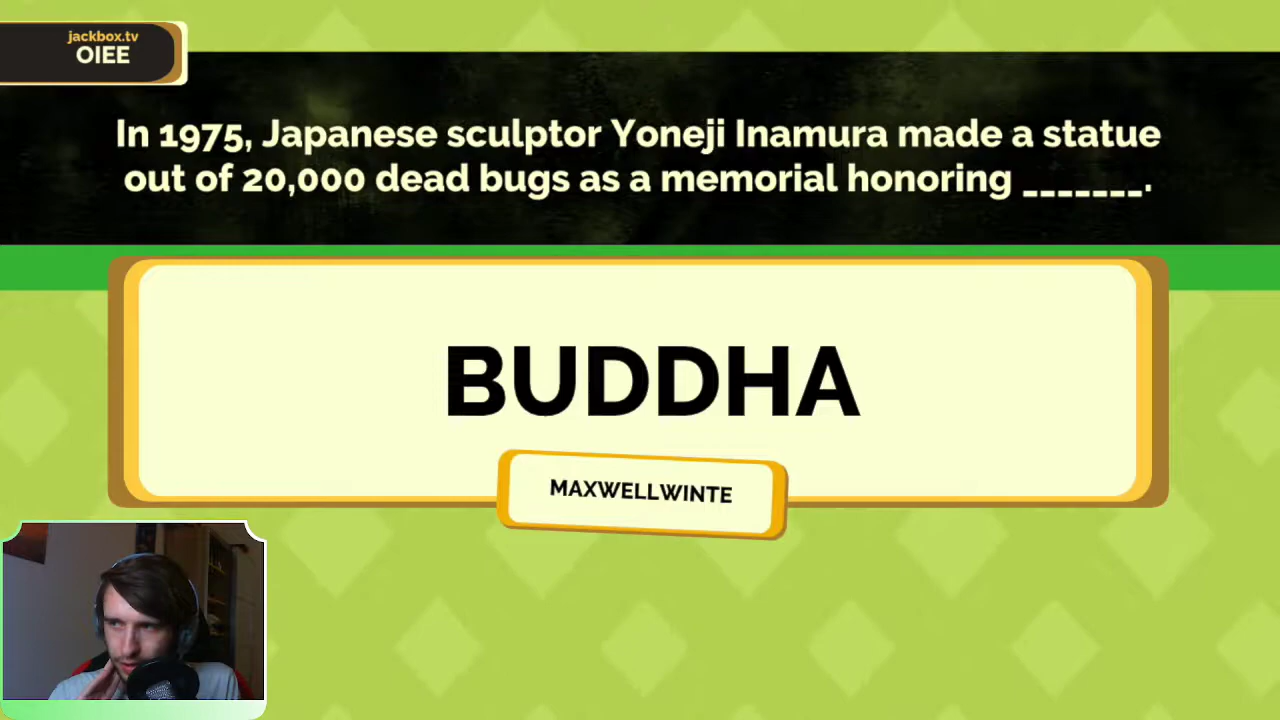 jackbox.tv
OIEE
In 1975, Japanese sculptor Yoneji Inamura made a statue
out of 20,000 dead bugs as a memorial honoring _______.
BUDDHA
MAXWELLWINTE